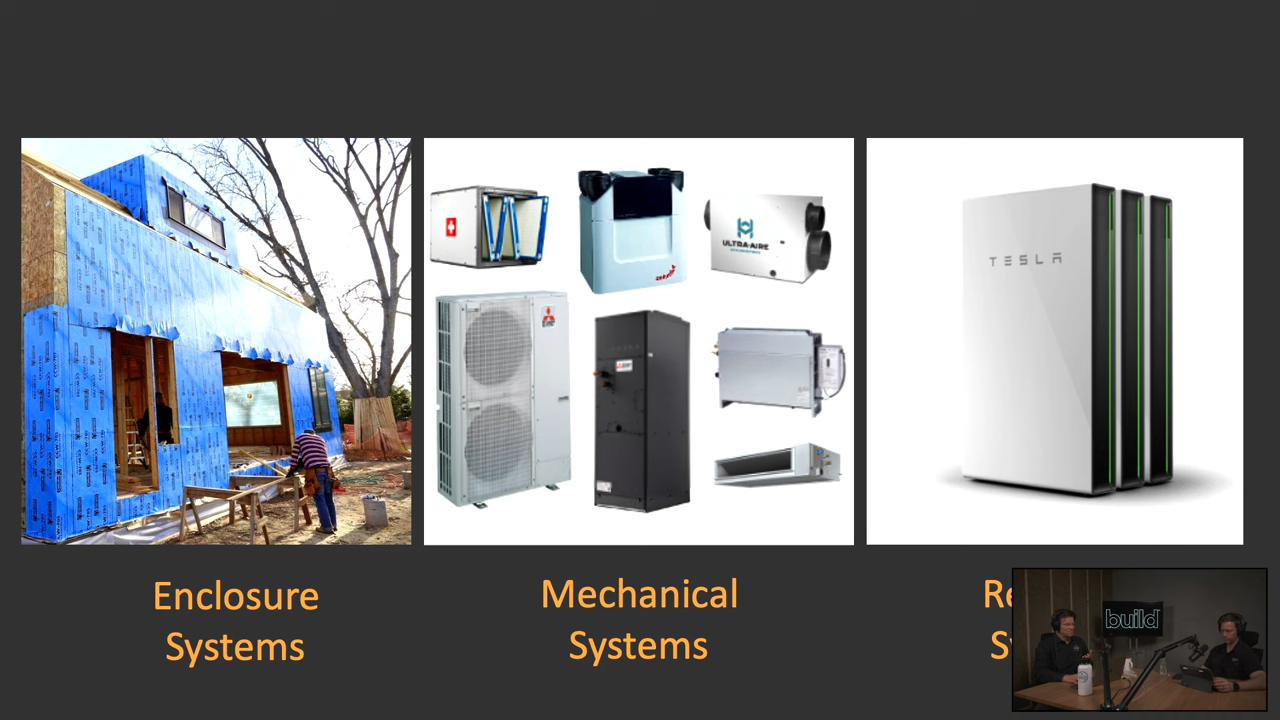 ULTRA-AIRE
TESLA
Enclosure
Systems
Mechanical
Systems
build